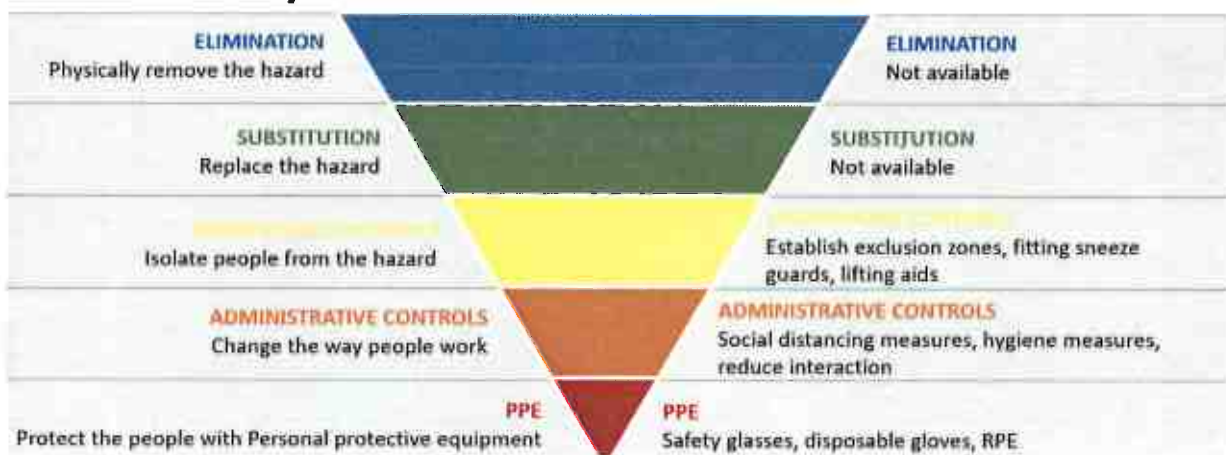 ELIMINATION
Physically remove the hazard
ELIMINATION
Not available
SUBSTITUTION
Replace the hazard
SUBSTITUTION
Not available
Isolate people from the hazard
Establish exclusion zones, fitting sneeze
guards, lifting aids
ADMINISTRATIVE CONTROLS
Change the way people work
ADMINISTRATIVE CONTROLS
Social distancing measures, hygiene measures,
reduce interaction
PPE
Protect the people with Personal protective equipment
PPE
Safety glasses, disposable gloves, RPE